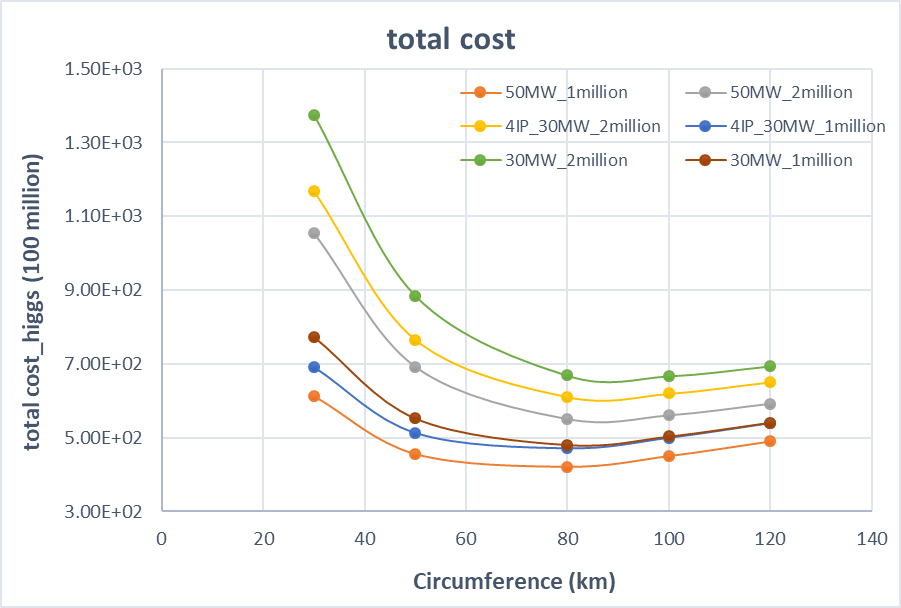 total cost
1.50E+03
1.30E+03
1.10E+03
9.00E+02
7.00E+02
5.00E+02
3.00E+02
total cost_higgs (100 million)
50MW_1million 50MW_2million
4IP_30MW_2million 4IP_30MW_1million
30MW_2million 30MW_1million
0 20 40 60 80 100 120 140
Circumference (km)